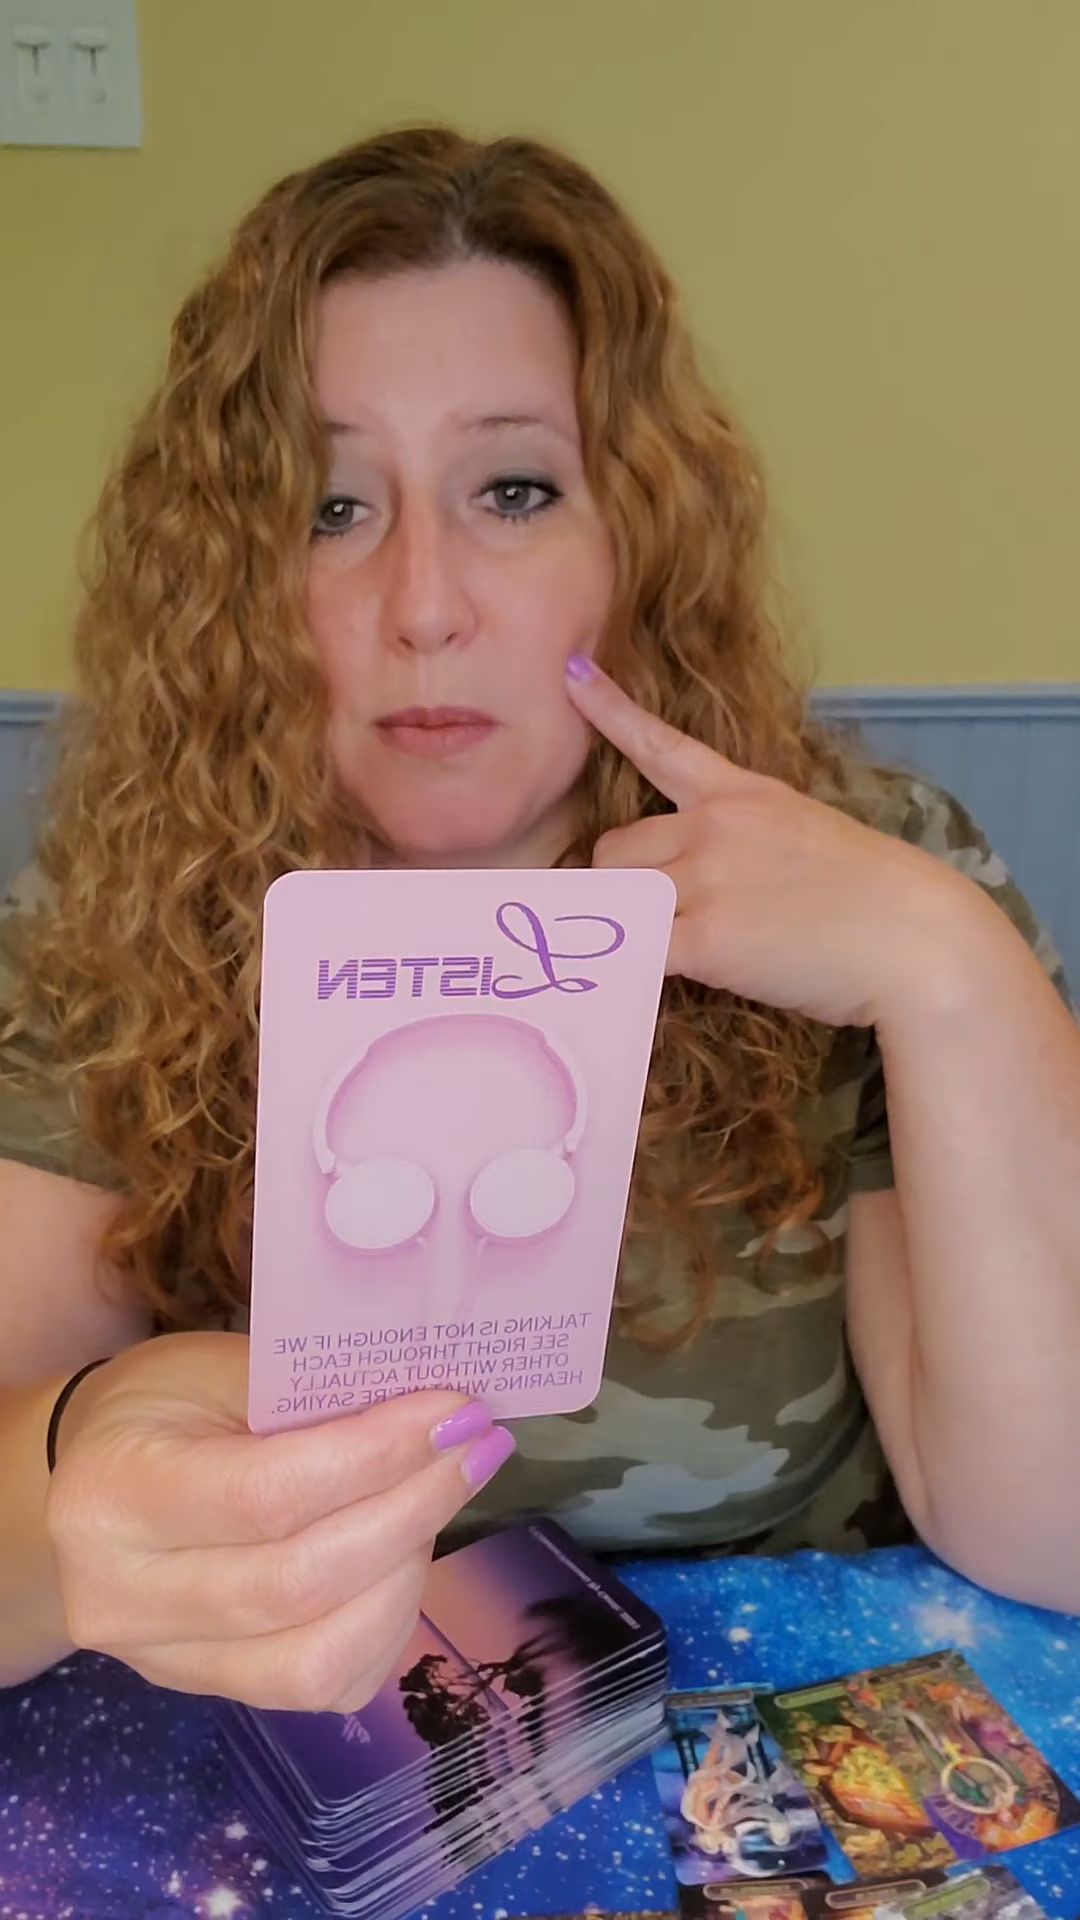 LISTEN
TALKING IS NOT ENOUGH IF WE
SEE RIGHT THROUGH EACH
OTHER WITHOUT ACTUALLY
HEARING WHAT WE'RE SAYING.